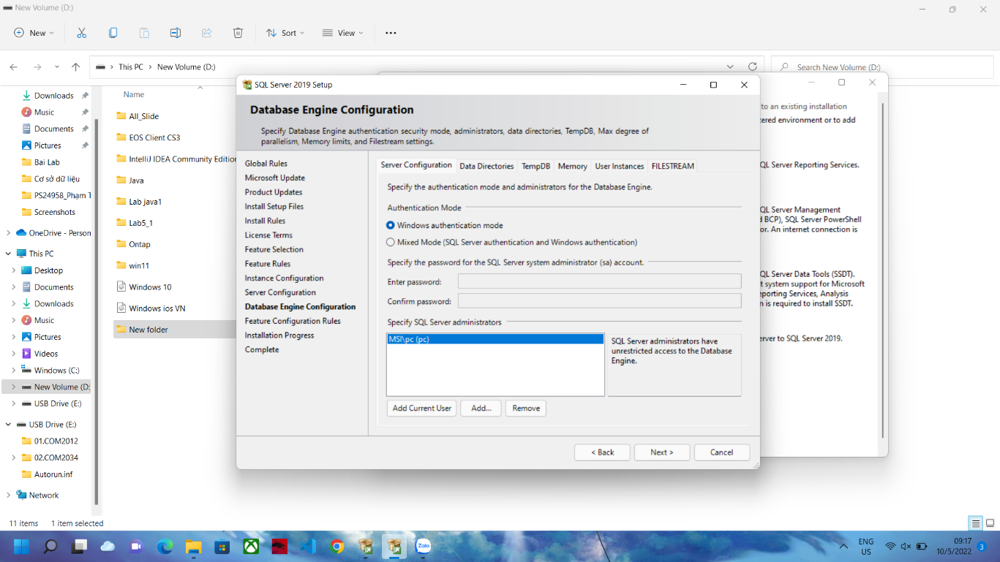 New Volume (D:)
New
Sort
View
This PC > New Volume (D:)
Search New Volume (D:)
Downloads
Music
Documents
Pictures
Bai Lab
Cơ sở dữ liệu
PS24958_Phạm T
Screenshots
OneDrive - Person
This PC
Desktop
Documents
Downloads
Music
Pictures
Videos
Windows (C:)
New Volume (D:
USB Drive (E:)
USB Drive (E:)
01.COM2012
02.COM2034
Autorun.inf
Network
Name
All_Slide
EOS Client CS3
IntelliJ IDEA Community Edition
Java
Lab java1
Lab5_1
Ontap
win11
Windows 10
Windows ios VN
New folder
SQL Server 2019 Setup
Database Engine Configuration
Specify Database Engine authentication security mode, administrators, data directories, TempDB, Max degree of
parallelism, Memory limits, and Filestream settings.
Global Rules
Microsoft Update
Product Updates
Install Setup Files
Install Rules
License Terms
Feature Selection
Feature Rules
Instance Configuration
Server Configuration
Database Engine Configuration
Feature Configuration Rules
Installation Progress
Complete
Server Configuration
Data Directories
TempDB
Memory
User Instances
FILESTREAM
Specify the authentication mode and administrators for the Database Engine.
Authentication Mode
Windows authentication mode
Mixed Mode (SQL Server authentication and Windows authentication)
Specify the password for the SQL Server system administrator (sa) account.
Enter password:
Confirm password:
Specify SQL Server administrators
MSI\pc (pc)
SQL Server administrators have
unrestricted access to the Database
Engine.
Add Current User
Add...
Remove
< Back
Next >
Cancel
to an existing installation
ered environment or to add
QL Server Reporting Services.
QL Server Management
d BCP), SQL Server PowerShell
or. An internet connection is
QL Server Data Tools (SSDT).
t system support for Microsoft
eporting Services, Analysis
n is required to install SSDT.
erver to SQL Server 2019.
11 items
1 item selected
Zalo
ENG
US
09:17
10/5/2022
3